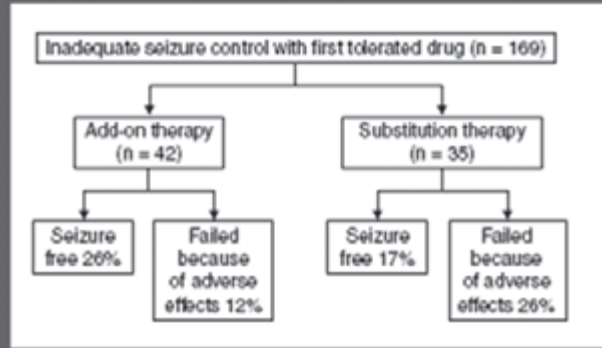 Inadequate seizure control with first tolerated drug (n = 169)
Add-on therapy
(n = 42)
Substitution therapy
(n = 35)
Seizure
free 26%
Failed
because
of adverse
effects 12%
Seizure
free 17%
Failed
because
of adverse
effects 26%